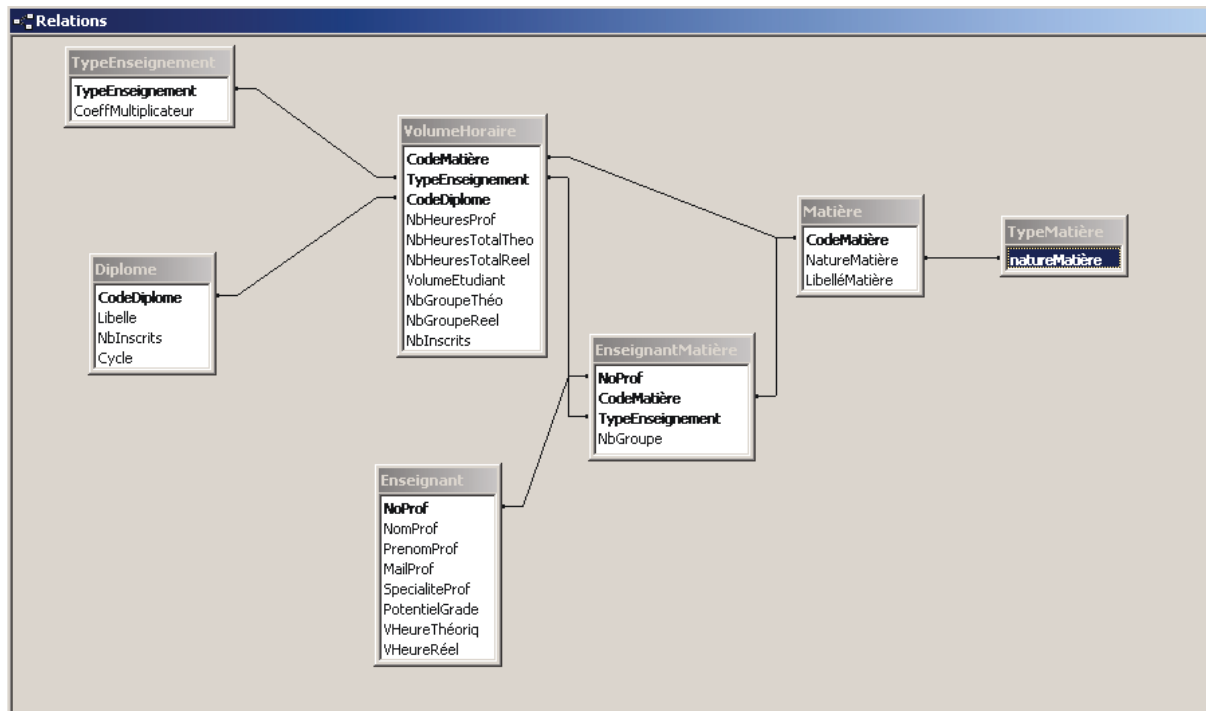 Relations
TypeEnseignement
TypeEnseignement
CoeffMultiplicateur
VolumeHoraire
CodeMatière
TypeEnseignement
CodeDiplome
NbHeuresProf
NbHeuresTotalTheo
NbHeuresTotalReel
VolumeEtudiant
NbGroupeThéo
NbGroupeReel
NbInscrits
Matière
CodeMatière
NatureMatière
LibelléMatière
TypeMatière
natureMatière
Diplome
CodeDiplome
Libelle
NbInscrits
Cycle
EnseignantMatière
NoProf
CodeMatière
TypeEnseignement
NbGroupe
Enseignant
NoProf
NomProf
PrenomProf
MailProf
SpecialiteProf
PotentielGrade
VHeureThéoriq
VHeureRéel